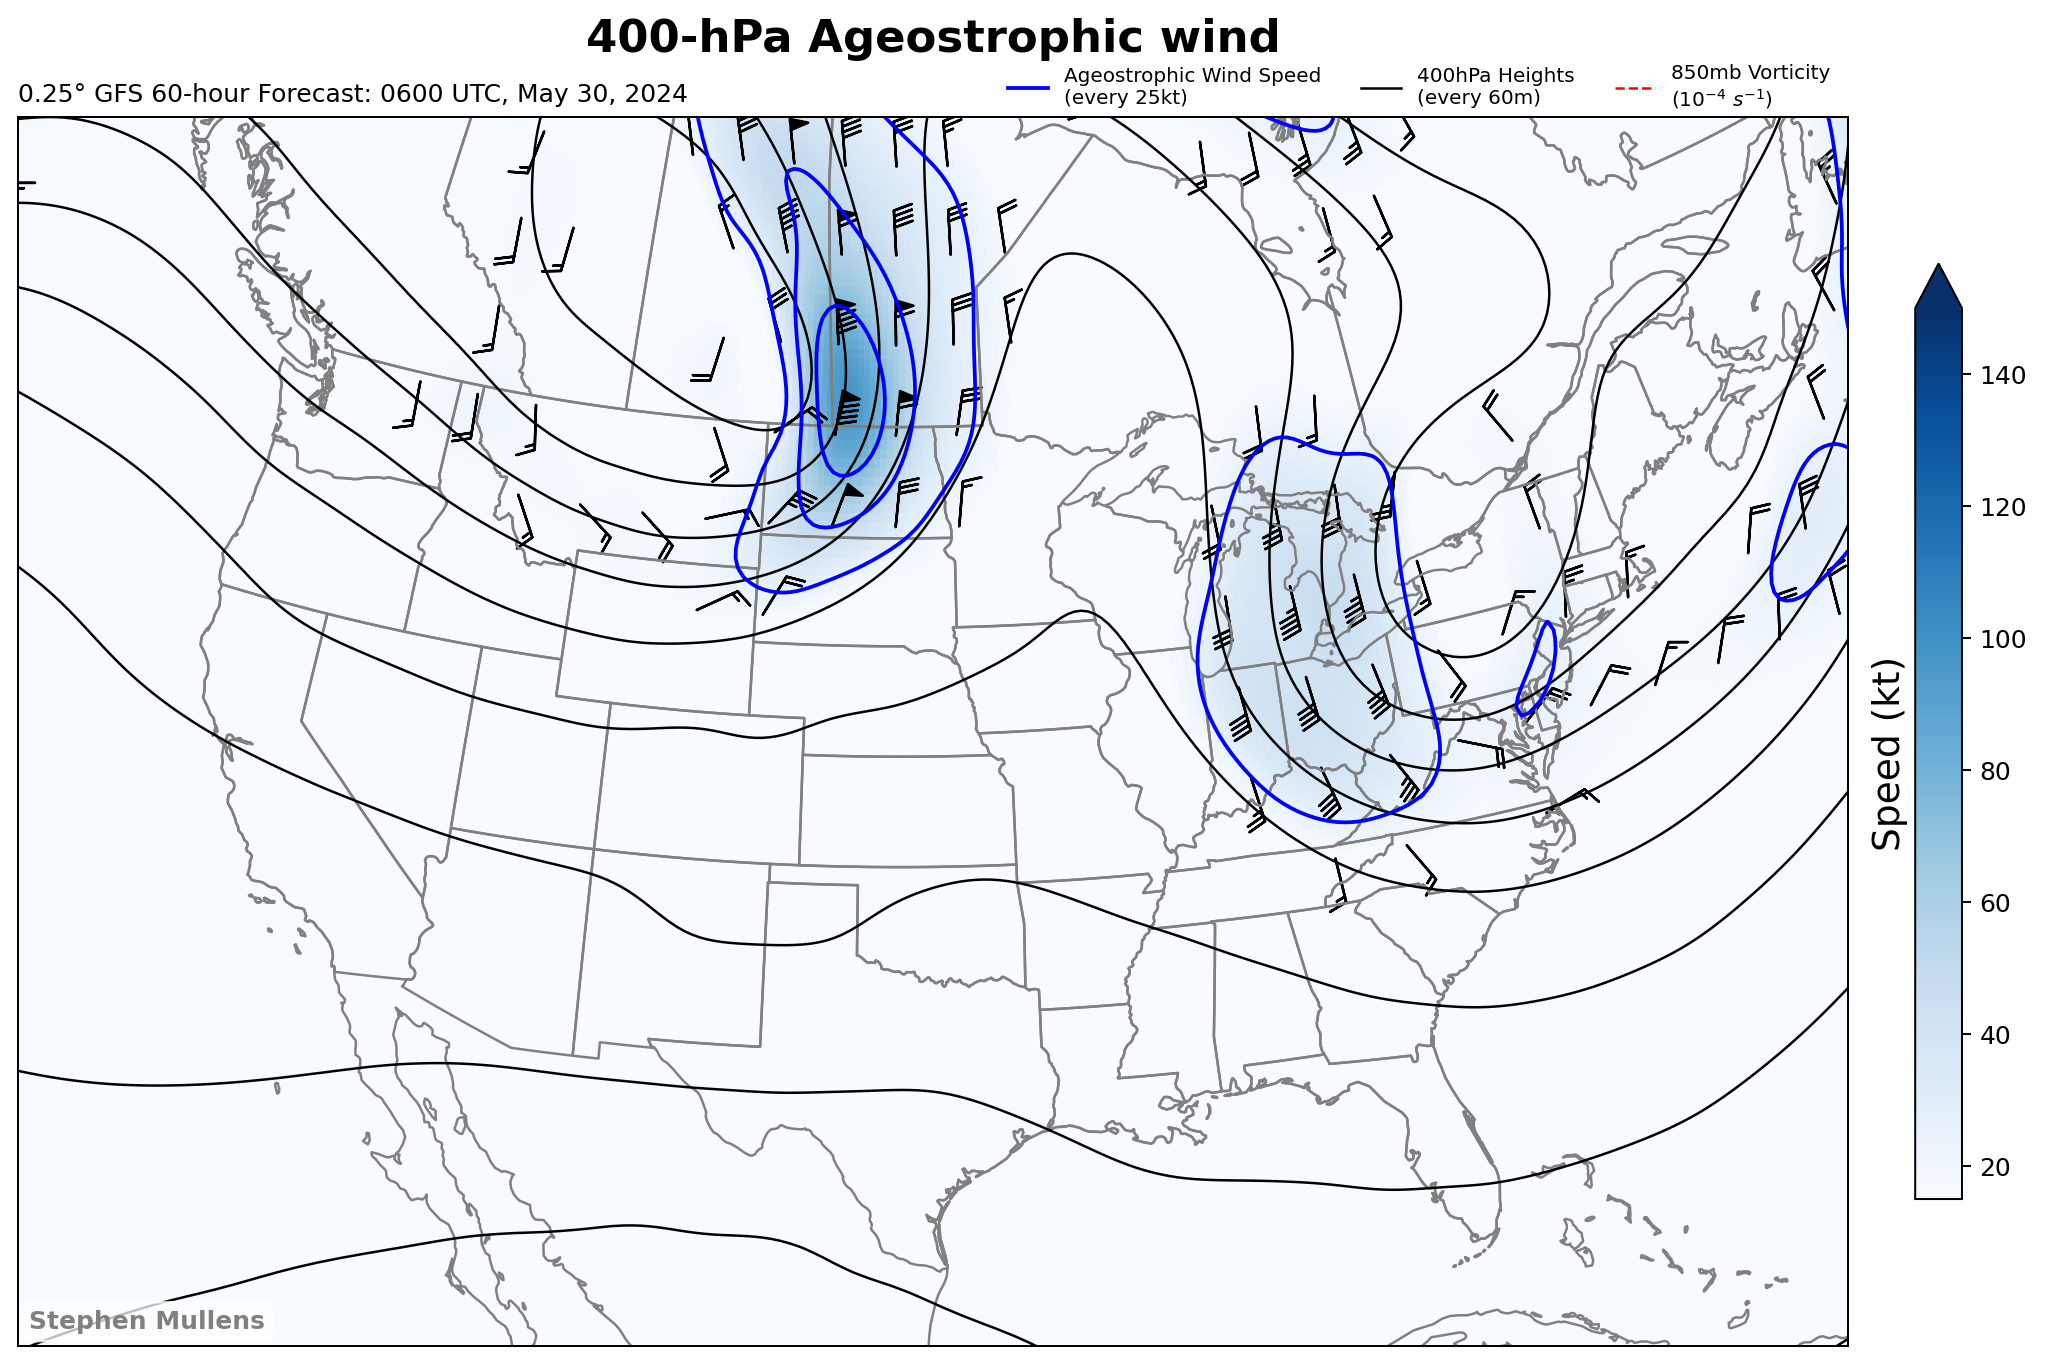 400-hPa Ageostrophic wind
0.25° GFS 60-hour Forecast: 0600 UTC, May 30, 2024
Ageostrophic Wind Speed
(every 25kt)
400hPa Heights
(every 60m)
850mb Vorticity
(10⁻⁴ s⁻¹)
140
120
100
80
60
40
20
Speed (kt)
Stephen Mullens